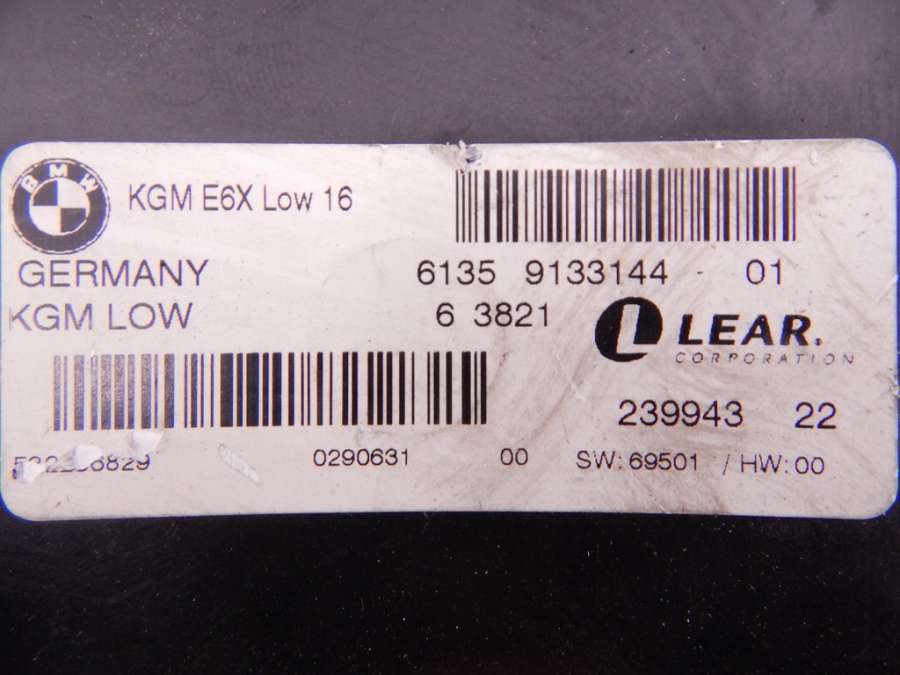 BMW
KGM E6X Low 16
GERMANY 6135 9133144 - 01
KGM LOW 6 3821
LEAR.
CORPORATION
239943 22
0290631 00 SW: 69501 / HW: 00